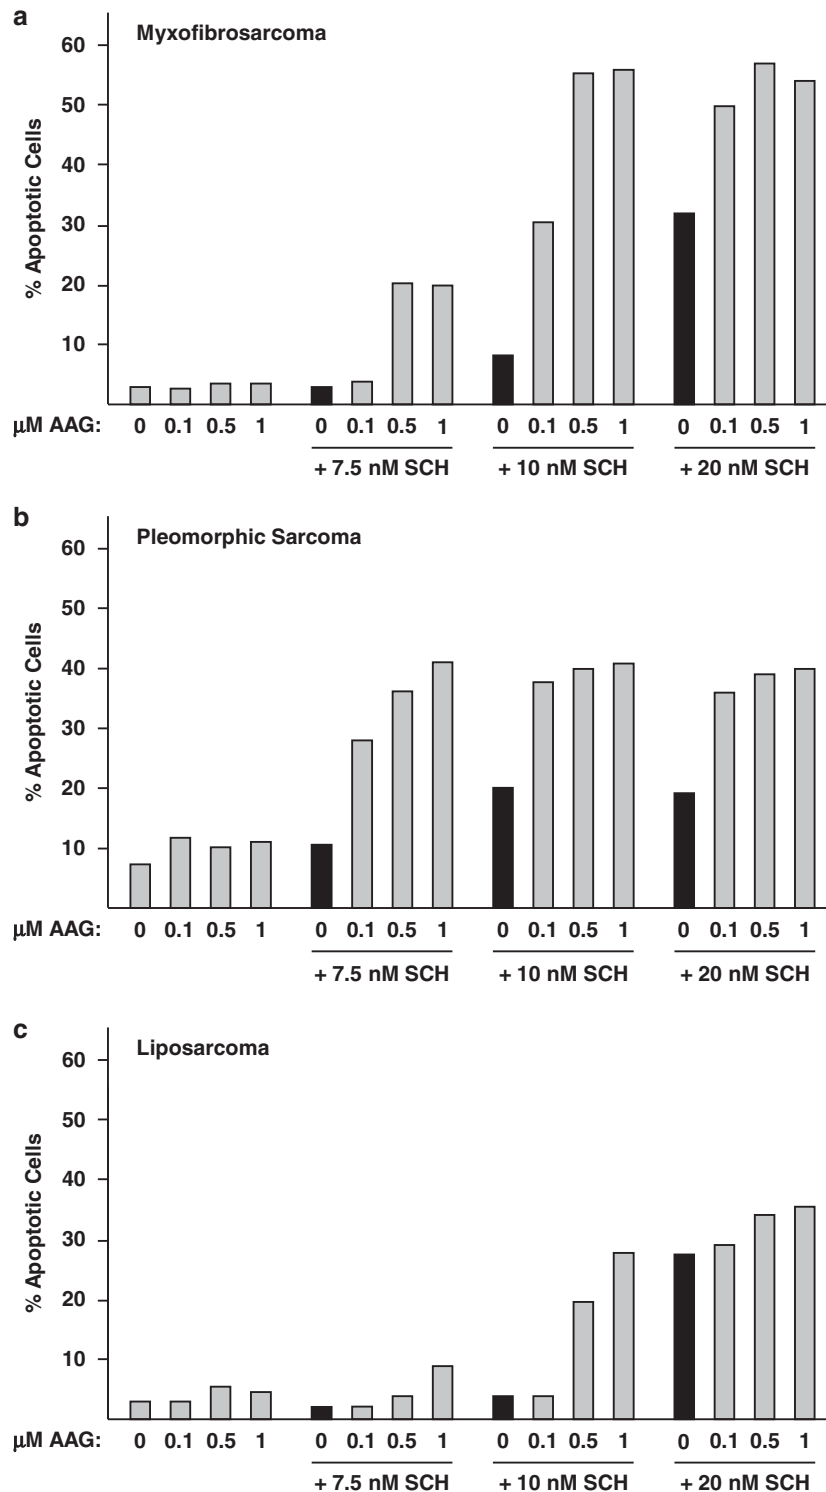 a
Myxofibrosarcoma
% Apoptotic Cells
60
50
40
30
20
10
μM AAG: 0 0.1 0.5 1 0 0.1 0.5 1 0 0.1 0.5 1 0 0.1 0.5 1
+ 7.5 nM SCH + 10 nM SCH + 20 nM SCH
b
Pleomorphic Sarcoma
% Apoptotic Cells
60
50
40
30
20
10
μM AAG: 0 0.1 0.5 1 0 0.1 0.5 1 0 0.1 0.5 1 0 0.1 0.5 1
+ 7.5 nM SCH + 10 nM SCH + 20 nM SCH
c
Liposarcoma
% Apoptotic Cells
60
50
40
30
20
10
μM AAG: 0 0.1 0.5 1 0 0.1 0.5 1 0 0.1 0.5 1 0 0.1 0.5 1
+ 7.5 nM SCH + 10 nM SCH + 20 nM SCH